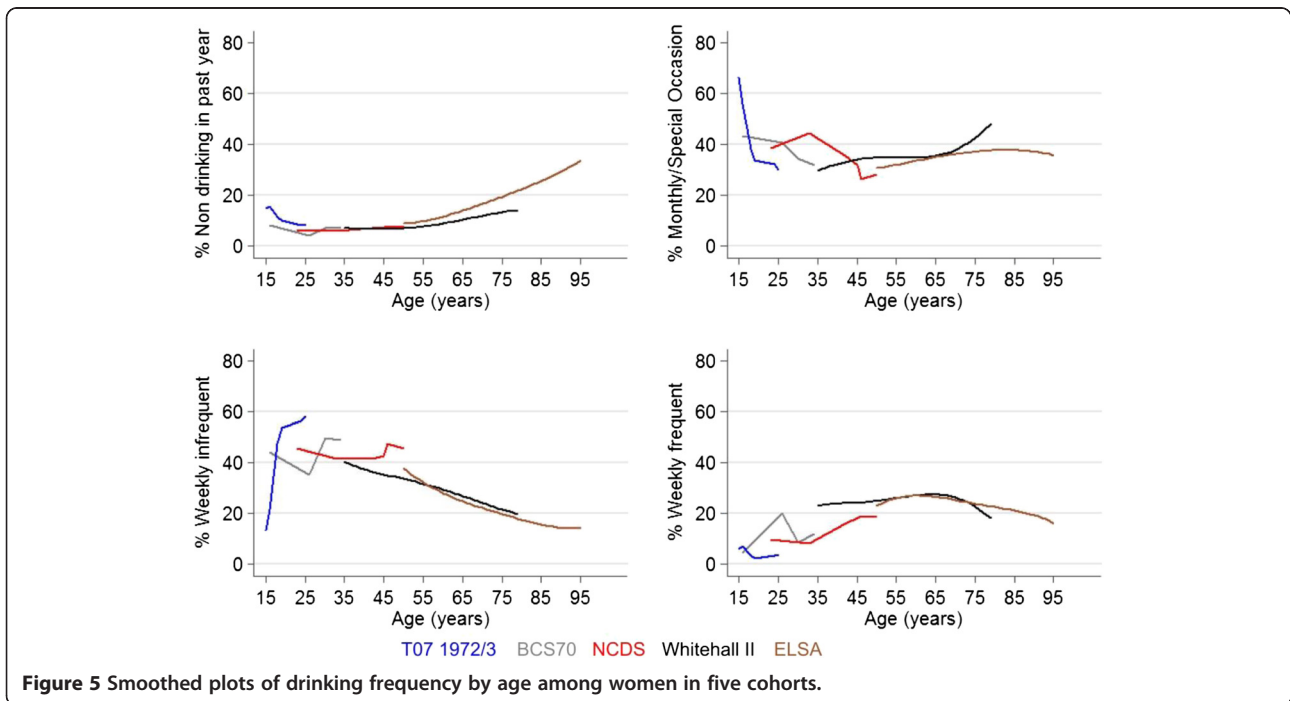 % Non drinking in past year
80
60
40
20
0
15 25 35 45 55 65 75 85 95
Age (years)
% Monthly/Special Occasion
80
60
40
20
0
15 25 35 45 55 65 75 85 95
Age (years)
% Weekly infrequent
80
60
40
20
0
15 25 35 45 55 65 75 85 95
Age (years)
% Weekly frequent
80
60
40
20
0
15 25 35 45 55 65 75 85 95
Age (years)
T07 1972/3 BCS70 NCDS Whitehall II ELSA
Figure 5 Smoothed plots of drinking frequency by age among women in five cohorts.